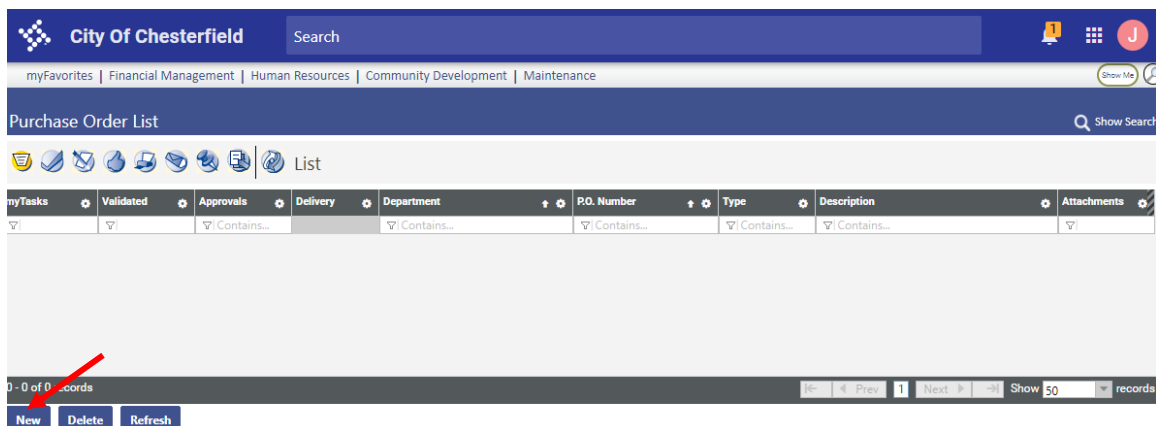 City Of Chesterfield Search 1 J
myFavorites | Financial Management | Human Resources | Community Development | Maintenance Show Me
Purchase Order List Show Search
List
myTasks Validated Approvals Delivery Department P.O. Number Type Description Attachments
Contains... Contains... Contains... Contains... Contains...
0 - 0 of 0 records Prev 1 Next Show 50 records
New Delete Refresh